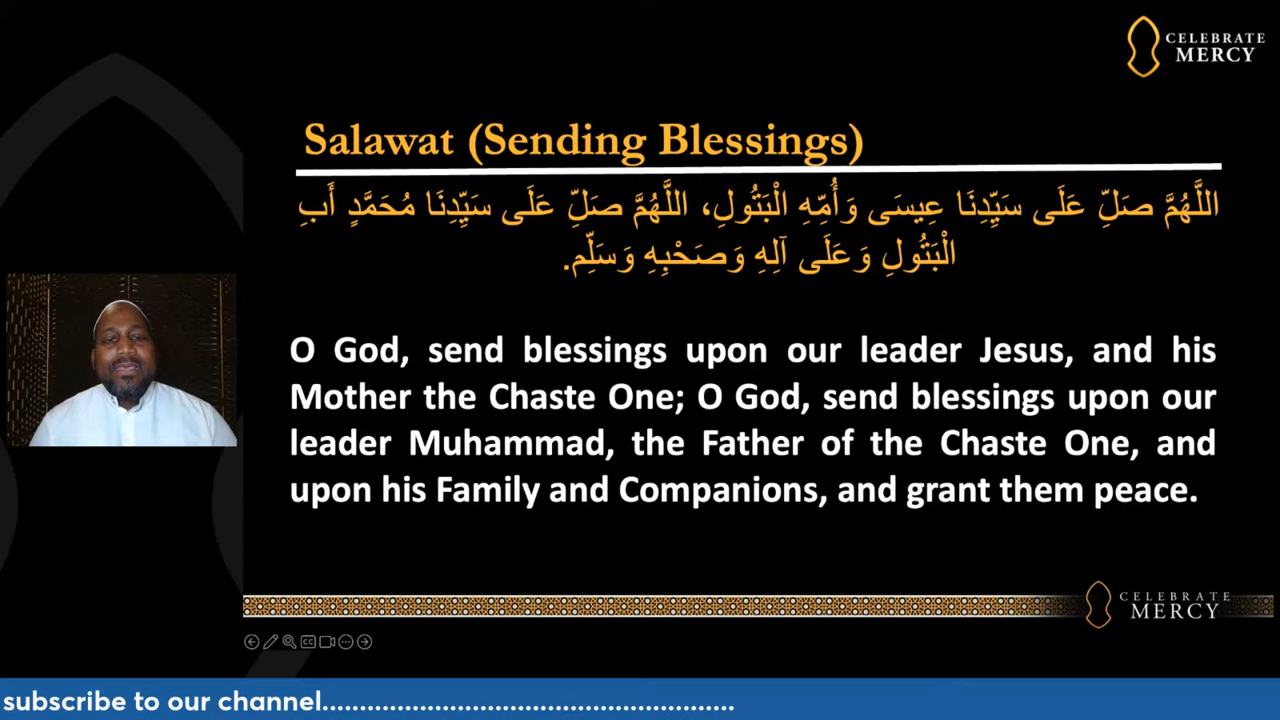 CELEBRATE
MERCY
Salawat (Sending Blessings)
اللَّهُمَّ صَلِّ عَلَى سَيِّدِنَا عِيسَى وَأُمِّهِ الْبَتُولِ، اللَّهُمَّ صَلِّ عَلَى سَيِّدِنَا مُحَمَّدٍ أَبِ
الْبَتُولِ وَعَلَى آلِهِ وَصَحْبِهِ وَسَلِّم.
O God, send blessings upon our leader Jesus, and his
Mother the Chaste One; O God, send blessings upon our
leader Muhammad, the Father of the Chaste One, and
upon his Family and Companions, and grant them peace.
CELEBRATE
MERCY
CC
subscribe to our channel.......................................................